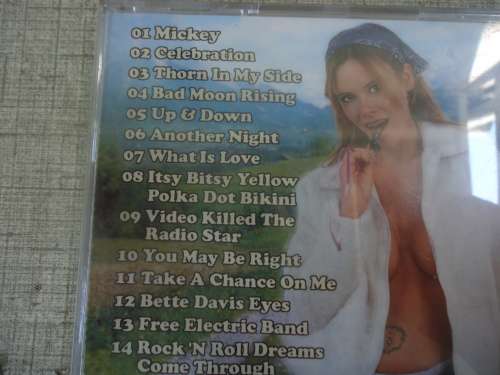 01 Mickey
02 Celebration
03 Thorn In My Side
04 Bad Moon Rising
05 Up & Down
06 Another Night
07 What Is Love
08 Itsy Bitsy Yellow
Polka Dot Bikini
09 Video Killed The
Radio Star
10 You May Be Right
11 Take A Chance On Me
12 Bette Davis Eyes
13 Free Electric Band
14 Rock 'N Roll Dreams
Come Through